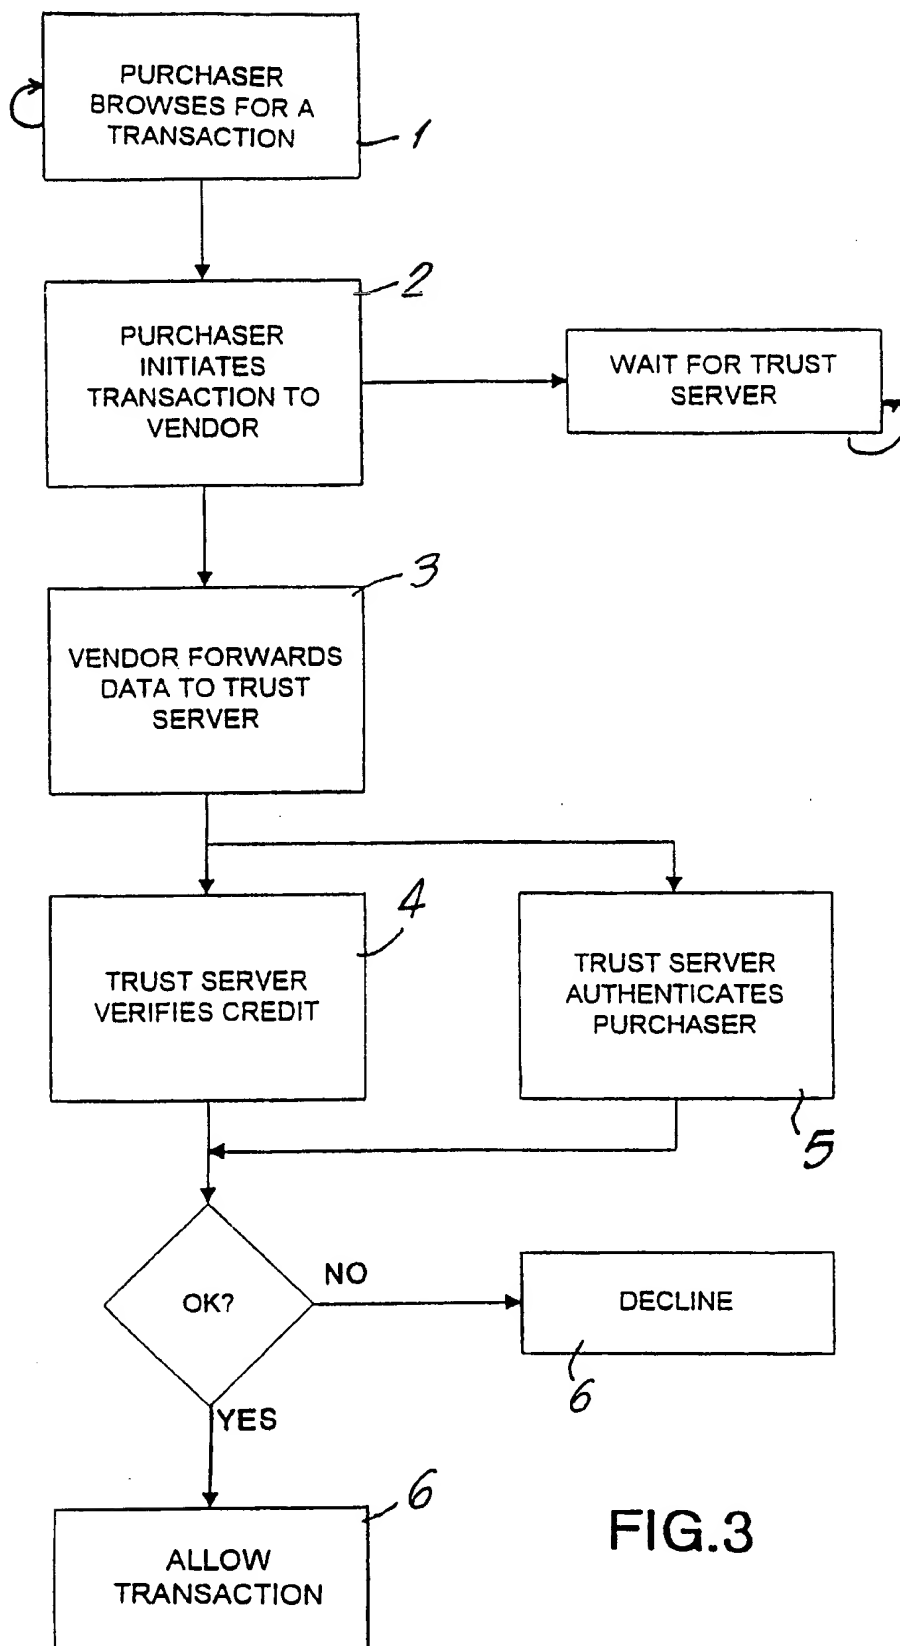 PURCHASER
BROWSES FOR A
TRANSACTION
1
2
PURCHASER
INITIATES
TRANSACTION TO
VENDOR
WAIT FOR TRUST
SERVER
3
VENDOR FORWARDS
DATA TO TRUST
SERVER
4
TRUST SERVER
VERIFIES CREDIT
TRUST SERVER
AUTHENTICATES
PURCHASER
5
OK?
NO
DECLINE
6
YES
6
ALLOW
TRANSACTION
FIG.3